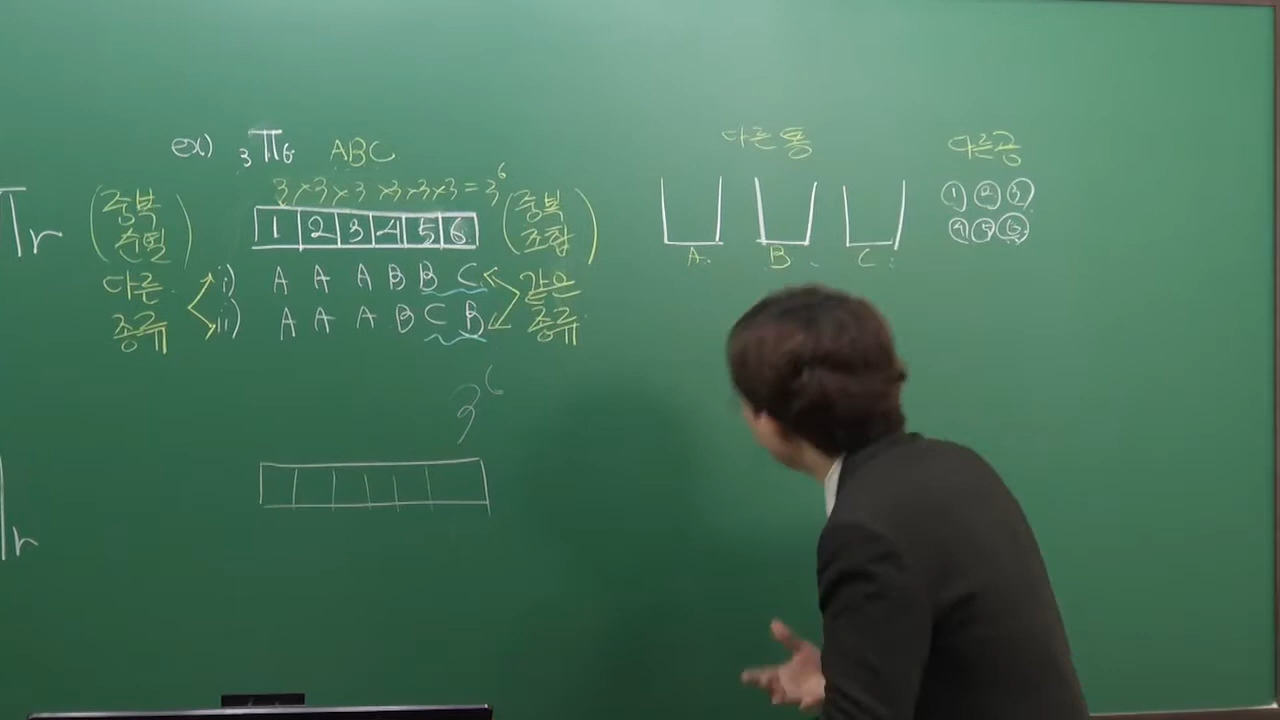 ex) ₃Π₆ ABC
3×3×3×3×3×3=3⁶
1 2 3 4 5 6
(중복
순열)
다른
종류
(중복
조합)
같은
종류
i) A A A B B C
ii) A A A B C B
3⁶
Πr
r
다른 통
A. B C
다른공
① ② ③
④ ⑤ ⑥